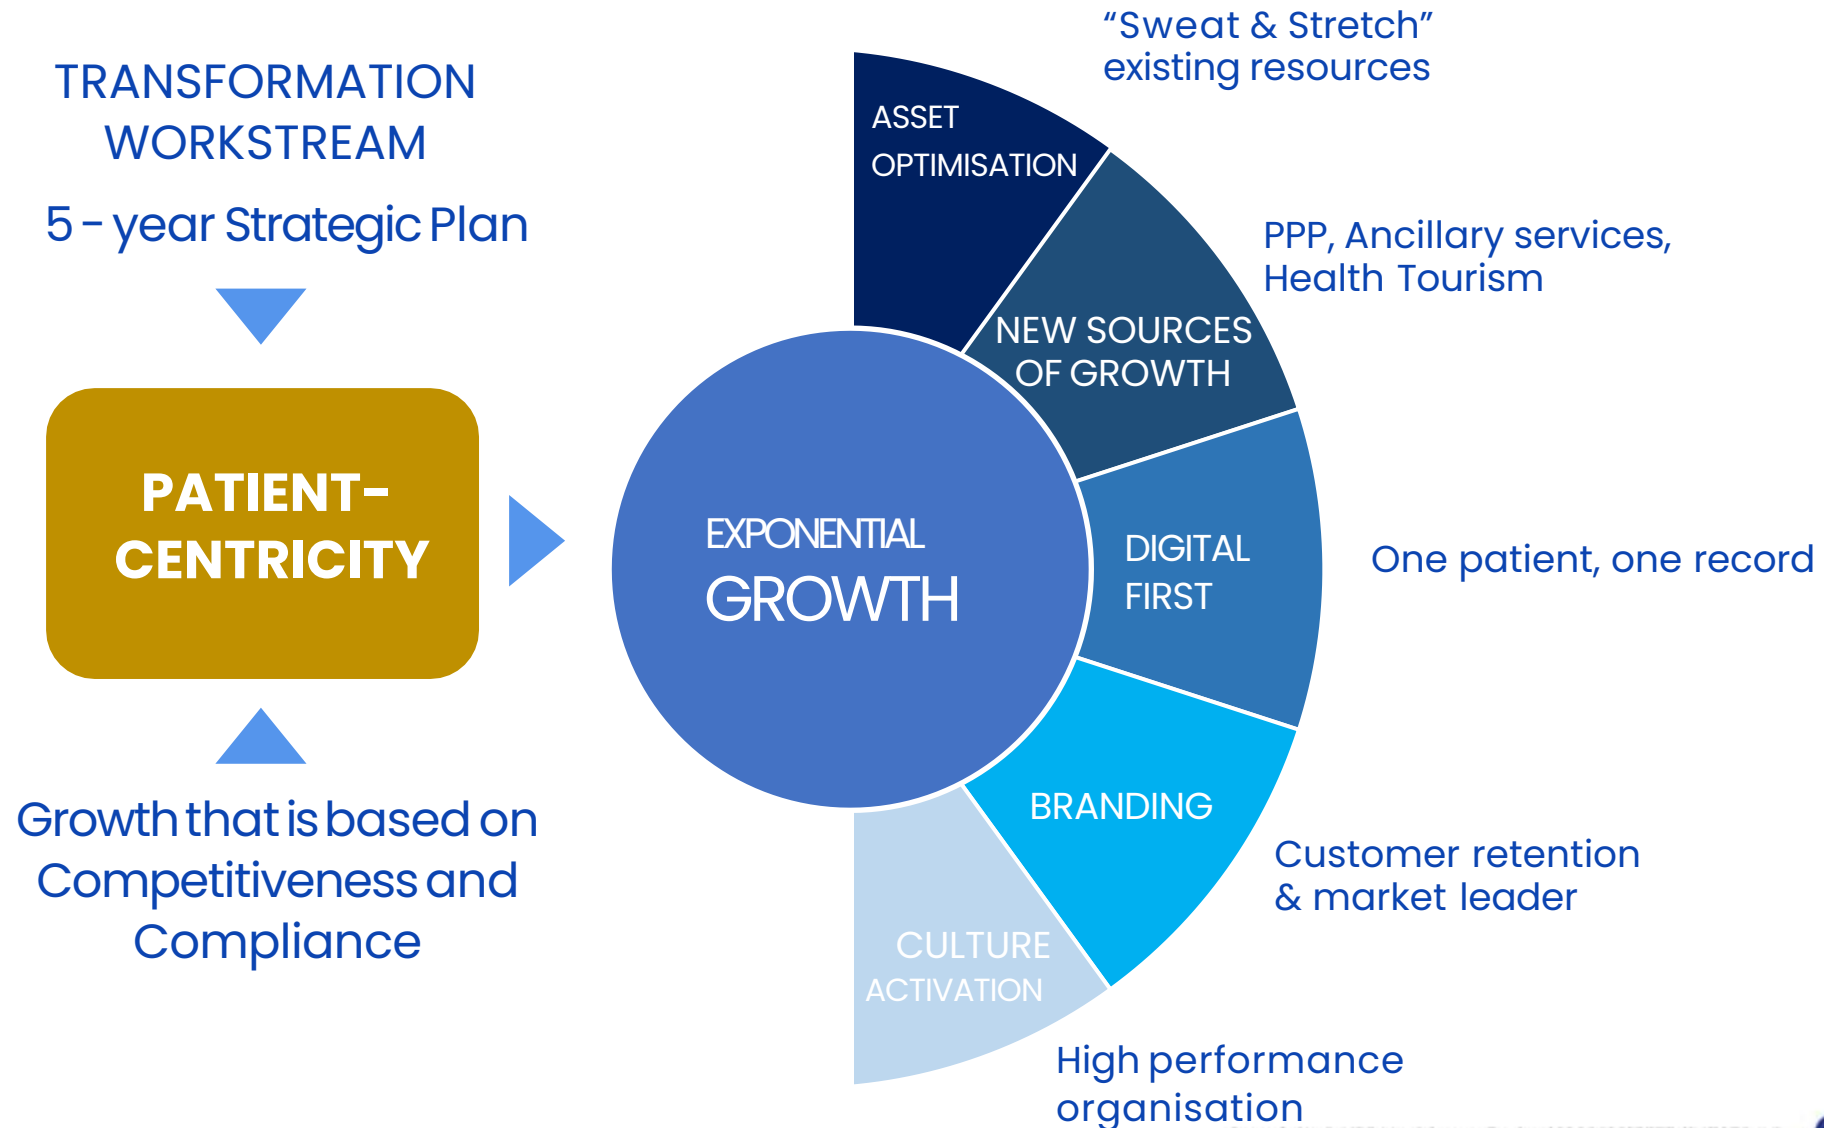 TRANSFORMATION
WORKSTREAM
5 - year Strategic Plan
PATIENT-
CENTRICITY
Growth that is based on
Competitiveness and
Compliance
EXPONENTIAL
GROWTH
ASSET
OPTIMISATION
“Sweat & Stretch”
existing resources
NEW SOURCES
OF GROWTH
PPP, Ancillary services,
Health Tourism
DIGITAL
FIRST
One patient, one record
BRANDING
Customer retention
& market leader
CULTURE
ACTIVATION
High performance
organisation